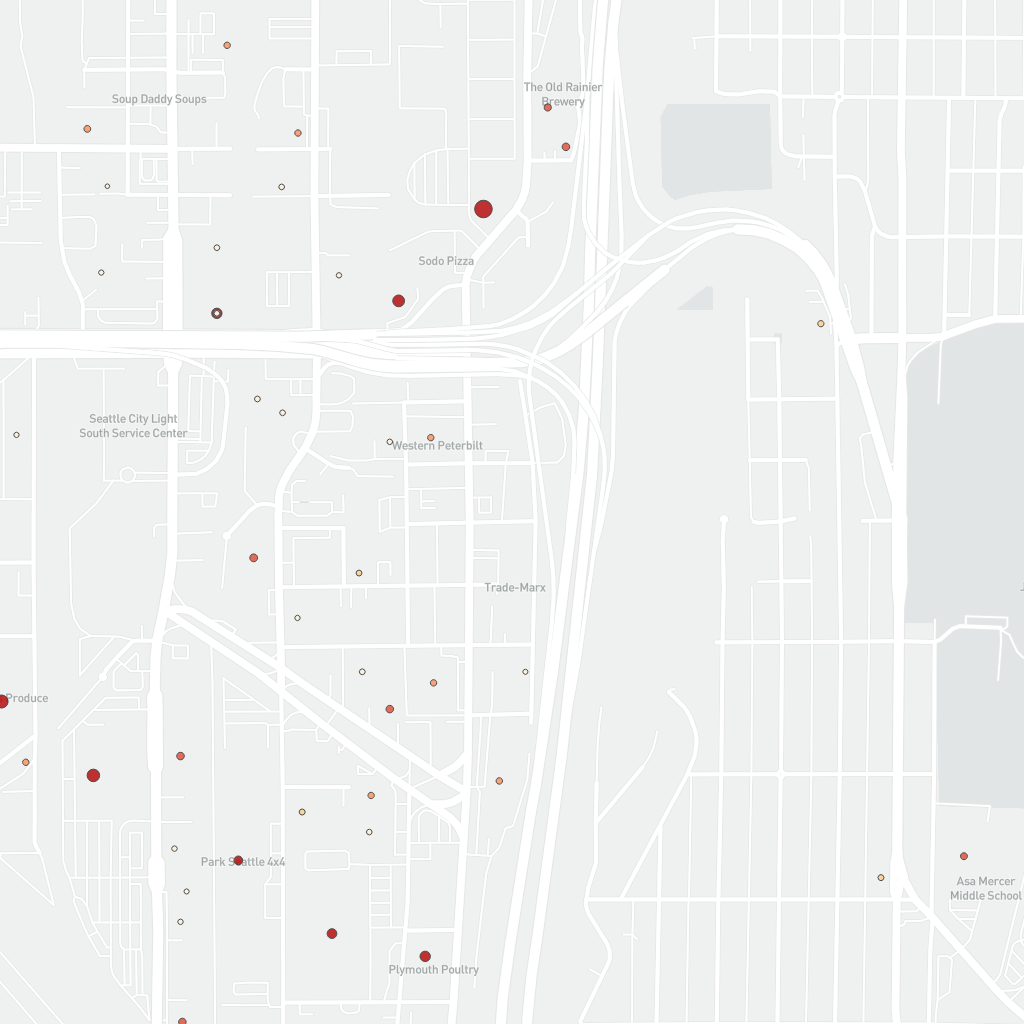 The Old Rainier
Brewery
Soup Daddy Soups
Sodo Pizza
Seattle City Light
South Service Center
Western Peterbilt
Trade-Marx
Produce
Park Seattle 4x4
Asa Mercer
Middle School
Plymouth Poultry